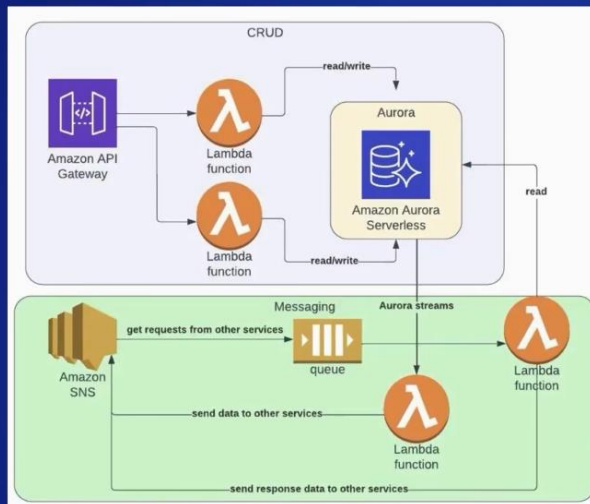 CRUD
read/write
Amazon API
Gateway
Lambda
function
Aurora
Amazon Aurora
Serverless
read
Lambda
function
read/write
Messaging
Aurora streams
get requests from other services
queue
Amazon
SNS
Lambda
function
send data to other services
Lambda
function
send response data to other services